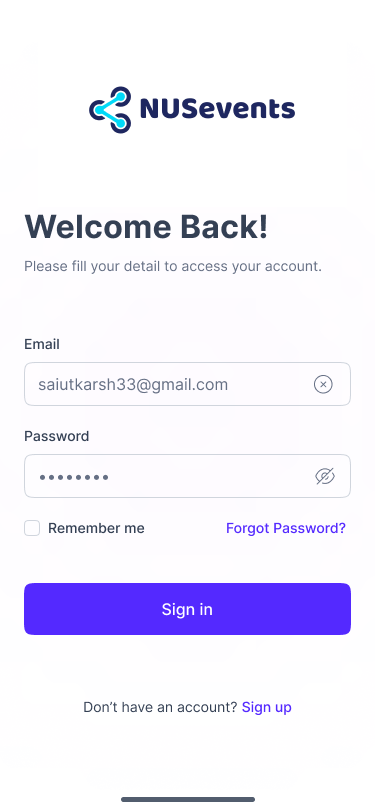 NUSevents
Welcome Back!
Please fill your detail to access your account.
Email
saiutkarsh33@gmail.com
Password
••••••••
Remember me
Forgot Password?
Sign in
Don’t have an account? Sign up